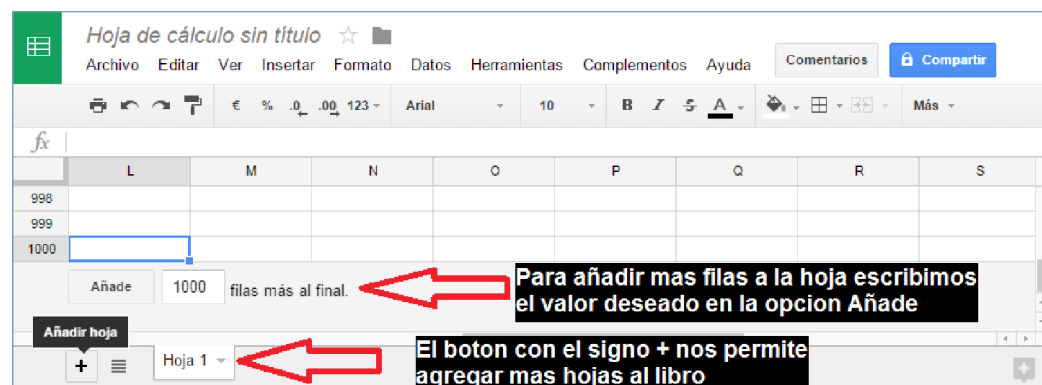 Hoja de cálculo sin título
Archivo Editar Ver Insertar Formato Datos Herramientas Complementos Ayuda
Comentarios
Compartir
€ % .0 .00 123 Arial 10 B I S A Más
fx
L M N O P Q R S
998
999
1000
Añade 1000 filas más al final.
Para añadir mas filas a la hoja escribimos
el valor deseado en la opcion Añade
Añadir hoja
+ Hoja 1
El boton con el signo + nos permite
agregar mas hojas al libro